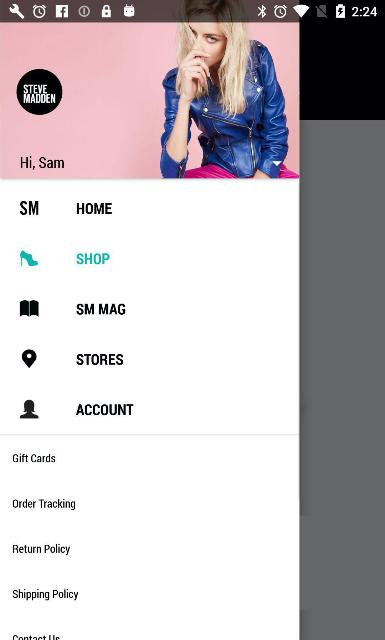 2:24
STEVE
MADDEN
Hi, Sam
SM HOME
SHOP
SM MAG
STORES
ACCOUNT
Gift Cards
Order Tracking
Return Policy
Shipping Policy
Contact Us